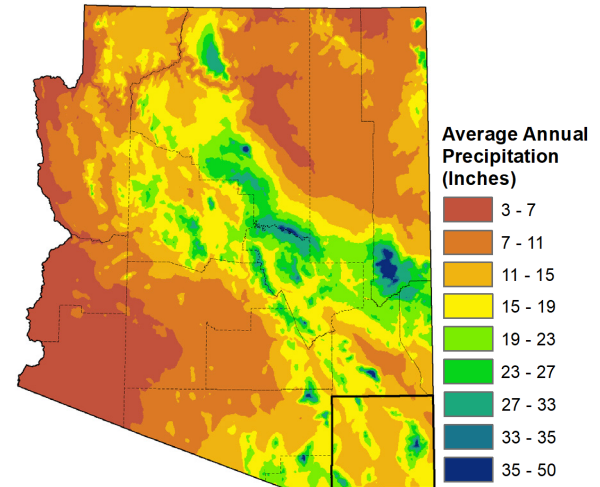 Average Annual
Precipitation
(Inches)
3 - 7
7 - 11
11 - 15
15 - 19
19 - 23
23 - 27
27 - 33
33 - 35
35 - 50